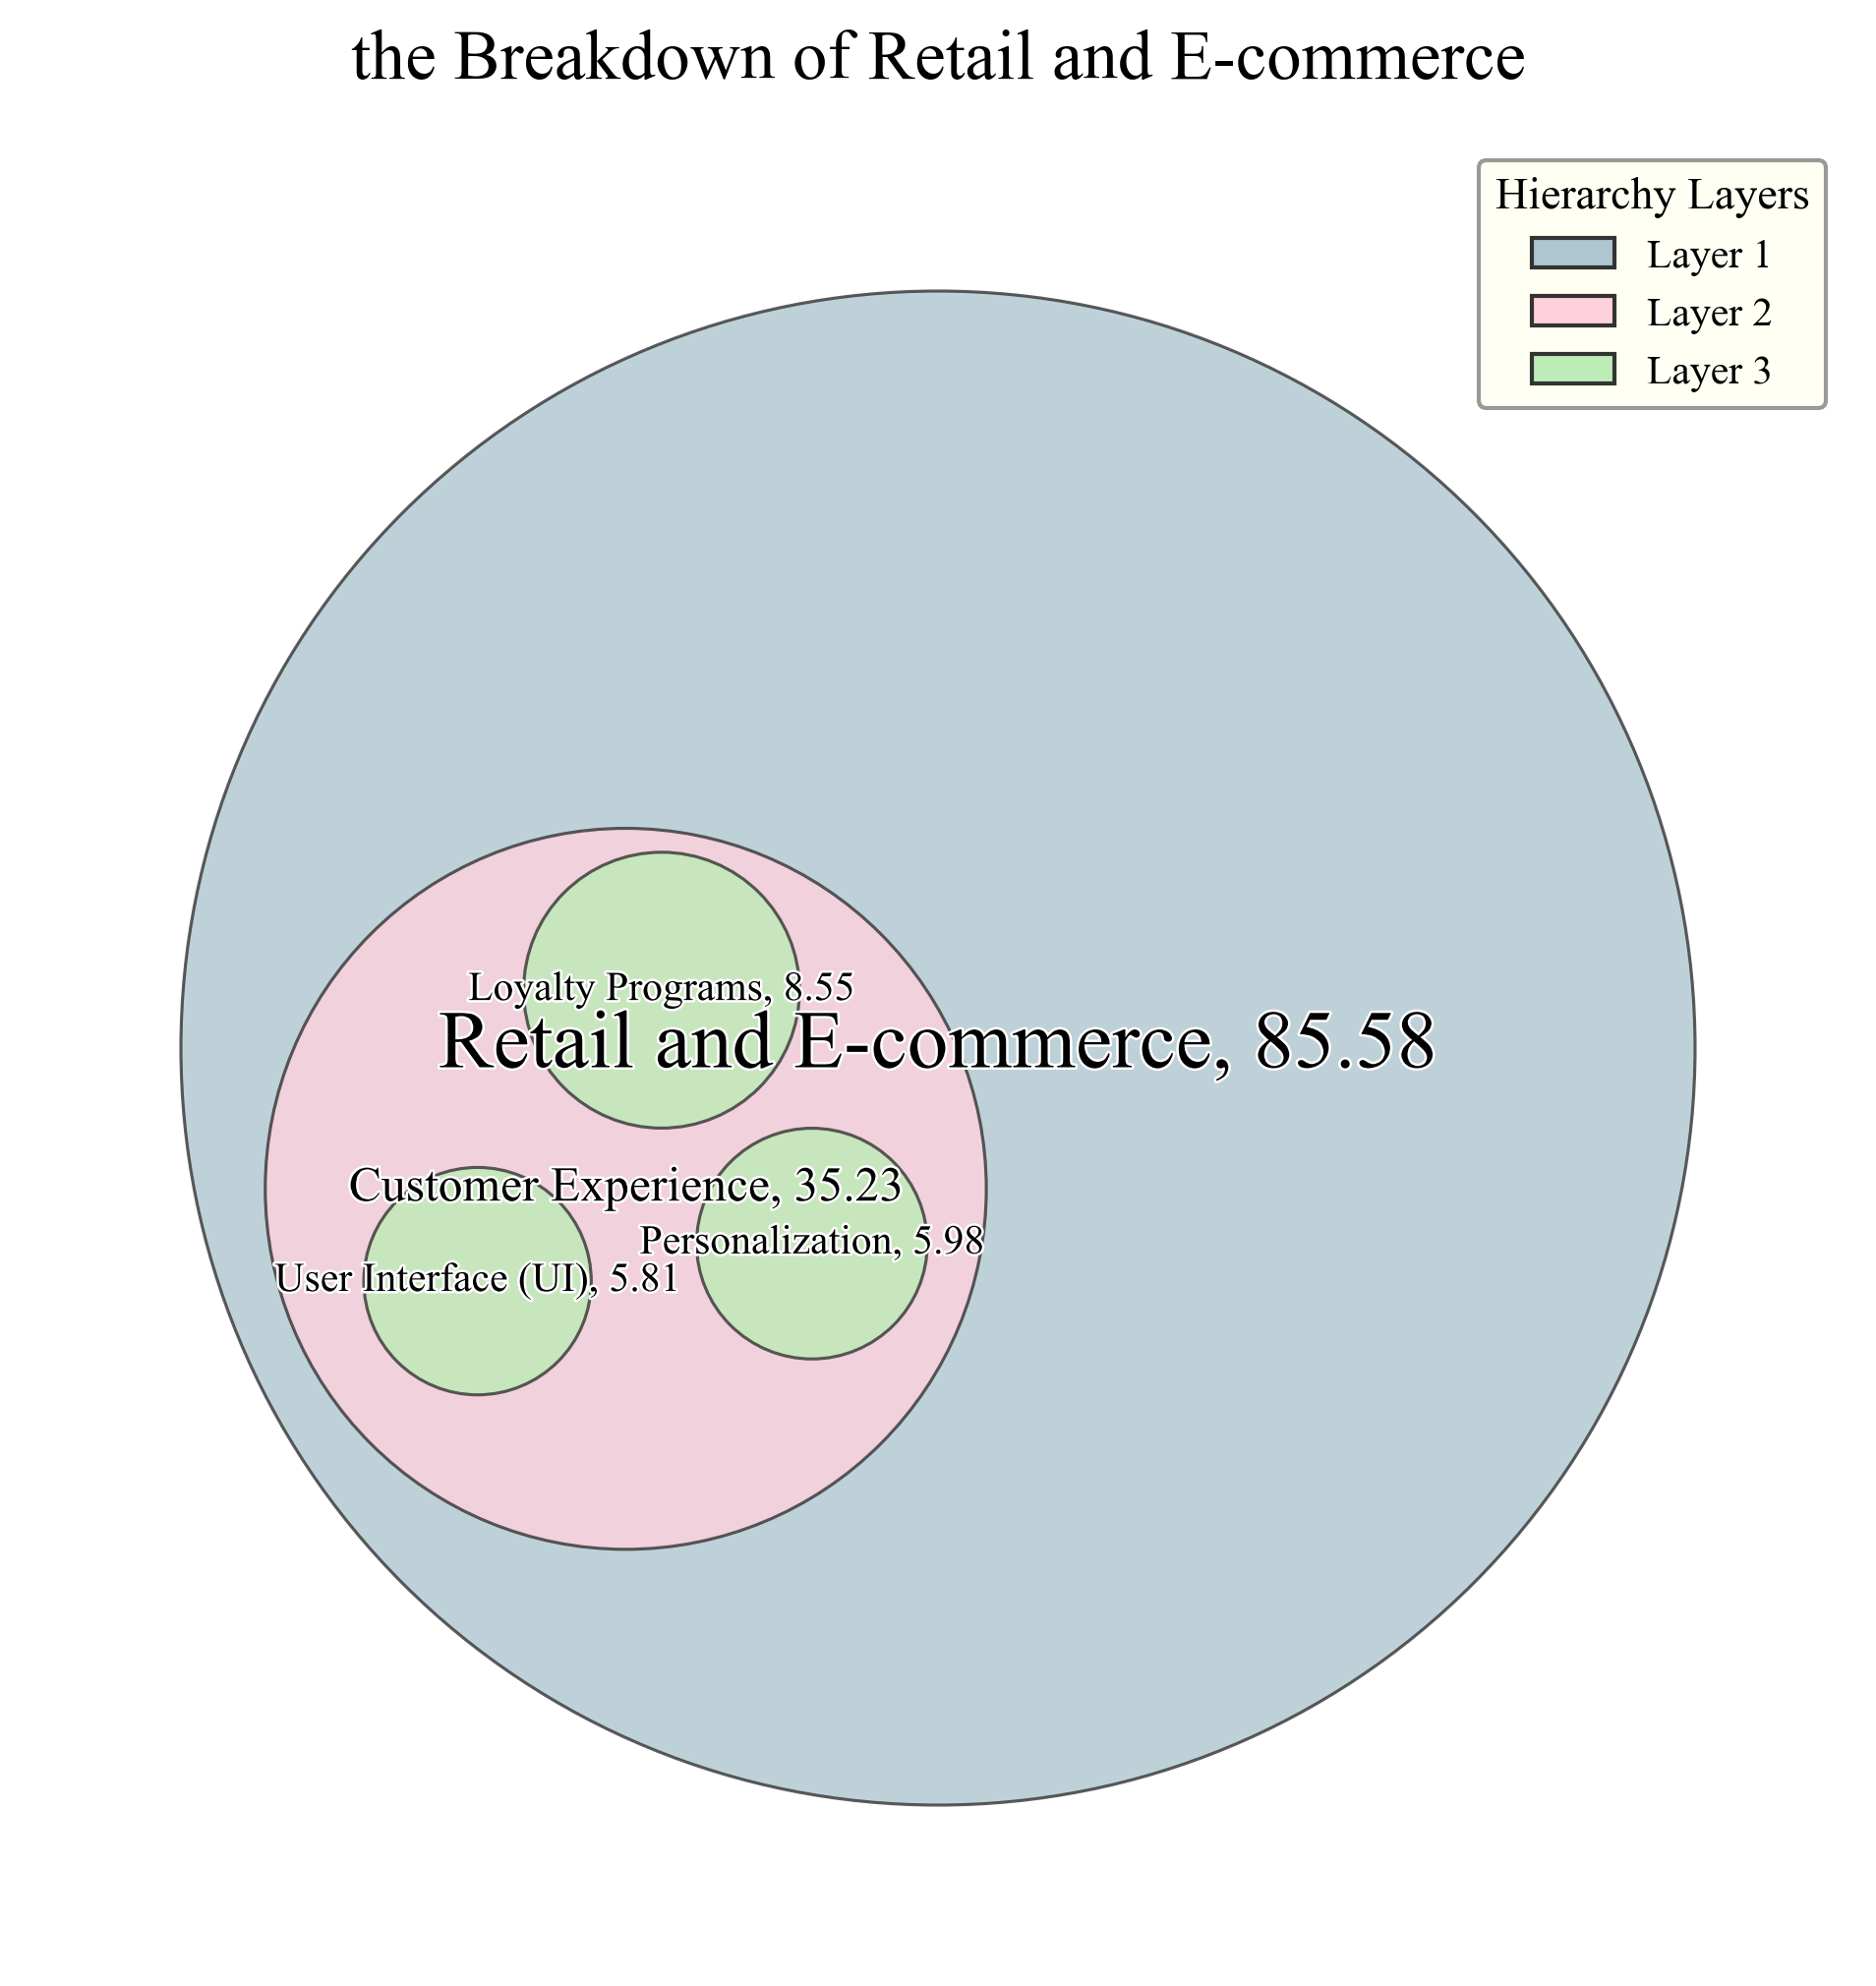 the Breakdown of Retail and E-commerce
Hierarchy Layers
Layer 1
Layer 2
Layer 3
Loyalty Programs, 8.55
Retail and E-commerce, 85.58
Customer Experience, 35.23
Personalization, 5.98
User Interface (UI), 5.81